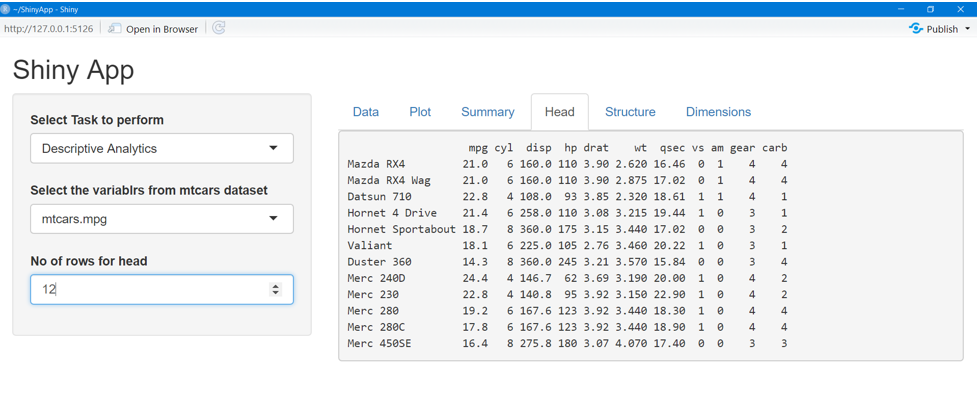 ~/ShinyApp - Shiny
http://127.0.0.1:5126 Open in Browser Publish
Shiny App
Select Task to perform
Descriptive Analytics
Select the variablrs from mtcars dataset
mtcars.mpg
No of rows for head
12
Data Plot Summary Head Structure Dimensions
mpg cyl disp hp drat wt qsec vs am gear carb
Mazda RX4 21.0 6 160.0 110 3.90 2.620 16.46 0 1 4 4
Mazda RX4 Wag 21.0 6 160.0 110 3.90 2.875 17.02 0 1 4 4
Datsun 710 22.8 4 108.0 93 3.85 2.320 18.61 1 1 4 1
Hornet 4 Drive 21.4 6 258.0 110 3.08 3.215 19.44 1 0 3 1
Hornet Sportabout 18.7 8 360.0 175 3.15 3.440 17.02 0 0 3 2
Valiant 18.1 6 225.0 105 2.76 3.460 20.22 1 0 3 1
Duster 360 14.3 8 360.0 245 3.21 3.570 15.84 0 0 3 4
Merc 240D 24.4 4 146.7 62 3.69 3.190 20.00 1 0 4 2
Merc 230 22.8 4 140.8 95 3.92 3.150 22.90 1 0 4 2
Merc 280 19.2 6 167.6 123 3.92 3.440 18.30 1 0 4 4
Merc 280C 17.8 6 167.6 123 3.92 3.440 18.90 1 0 4 4
Merc 450SE 16.4 8 275.8 180 3.07 4.070 17.40 0 0 3 3